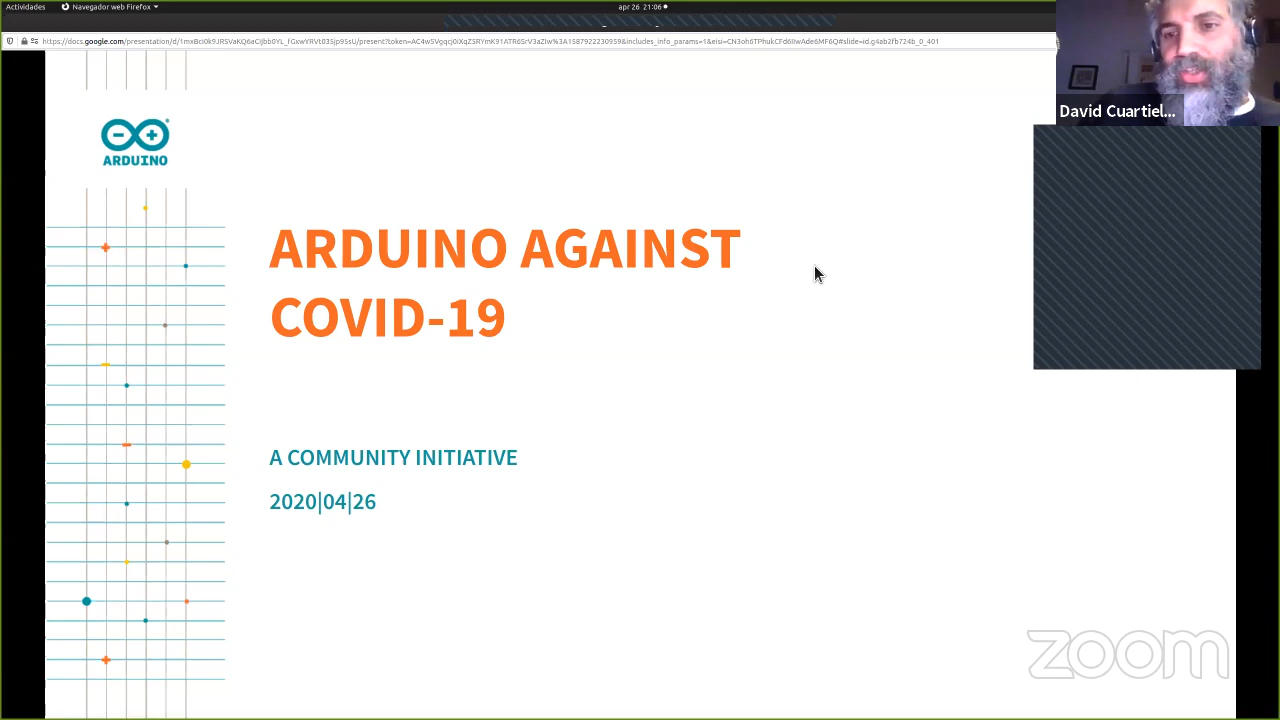 Actividades
Navegador web Firefox
apr 26 21:06
David Cuartiel...
ARDUINO
ARDUINO AGAINST
COVID-19
A COMMUNITY INITIATIVE
2020|04|26
zoom